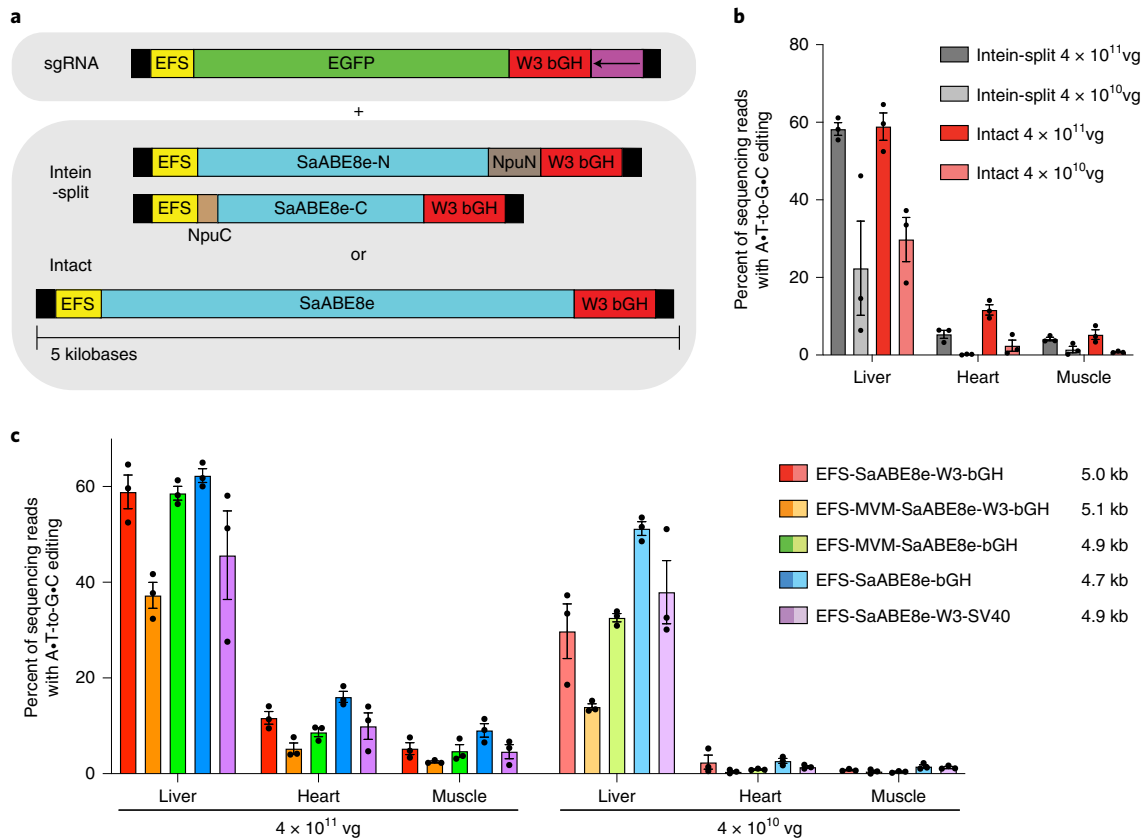 a
sgRNA
EFS
EGFP
W3 bGH
+
Intein
-split
EFS
SaABE8e-N
NpuN
W3 bGH
EFS
SaABE8e-C
W3 bGH
NpuC
or
Intact
EFS
SaABE8e
W3 bGH
5 kilobases
b
Percent of sequencing reads
with A•T-to-G•C editing
80
60
40
20
0
Liver
Heart
Muscle
Intein-split 4 × 10¹¹vg
Intein-split 4 × 10¹⁰vg
Intact 4 × 10¹¹vg
Intact 4 × 10¹⁰vg
c
Percent of sequencing reads
with A•T-to-G•C editing
60
40
20
0
Liver
Heart
Muscle
4 × 10¹¹ vg
Liver
Heart
Muscle
4 × 10¹⁰ vg
EFS-SaABE8e-W3-bGH 5.0 kb
EFS-MVM-SaABE8e-W3-bGH 5.1 kb
EFS-MVM-SaABE8e-bGH 4.9 kb
EFS-SaABE8e-bGH 4.7 kb
EFS-SaABE8e-W3-SV40 4.9 kb